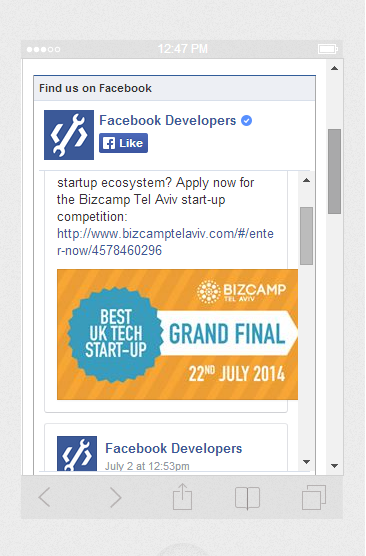 12:47 PM
Find us on Facebook
Facebook Developers
Like
startup ecosystem? Apply now for
the Bizcamp Tel Aviv start-up
competition:
http://www.bizcamptelaviv.com/#/ente
r-now/4578460296
BIZCAMP
TEL AVIV
BEST
UK TECH
START-UP
GRAND FINAL
22ND JULY 2014
Facebook Developers
July 2 at 12:53pm